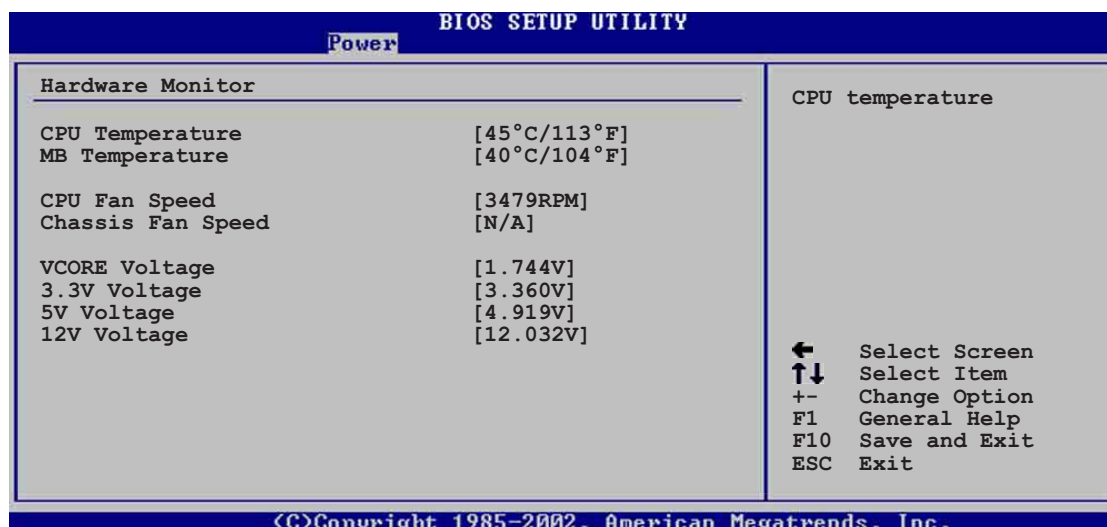 BIOS SETUP UTILITY
Power
Hardware Monitor
CPU Temperature [45°C/113°F]
MB Temperature [40°C/104°F]
CPU Fan Speed [3479RPM]
Chassis Fan Speed [N/A]
VCORE Voltage [1.744V]
3.3V Voltage [3.360V]
5V Voltage [4.919V]
12V Voltage [12.032V]
CPU temperature
← Select Screen
↑↓ Select Item
+- Change Option
F1 General Help
F10 Save and Exit
ESC Exit
(C)Copyright 1985-2002, American Megatrends, Inc.